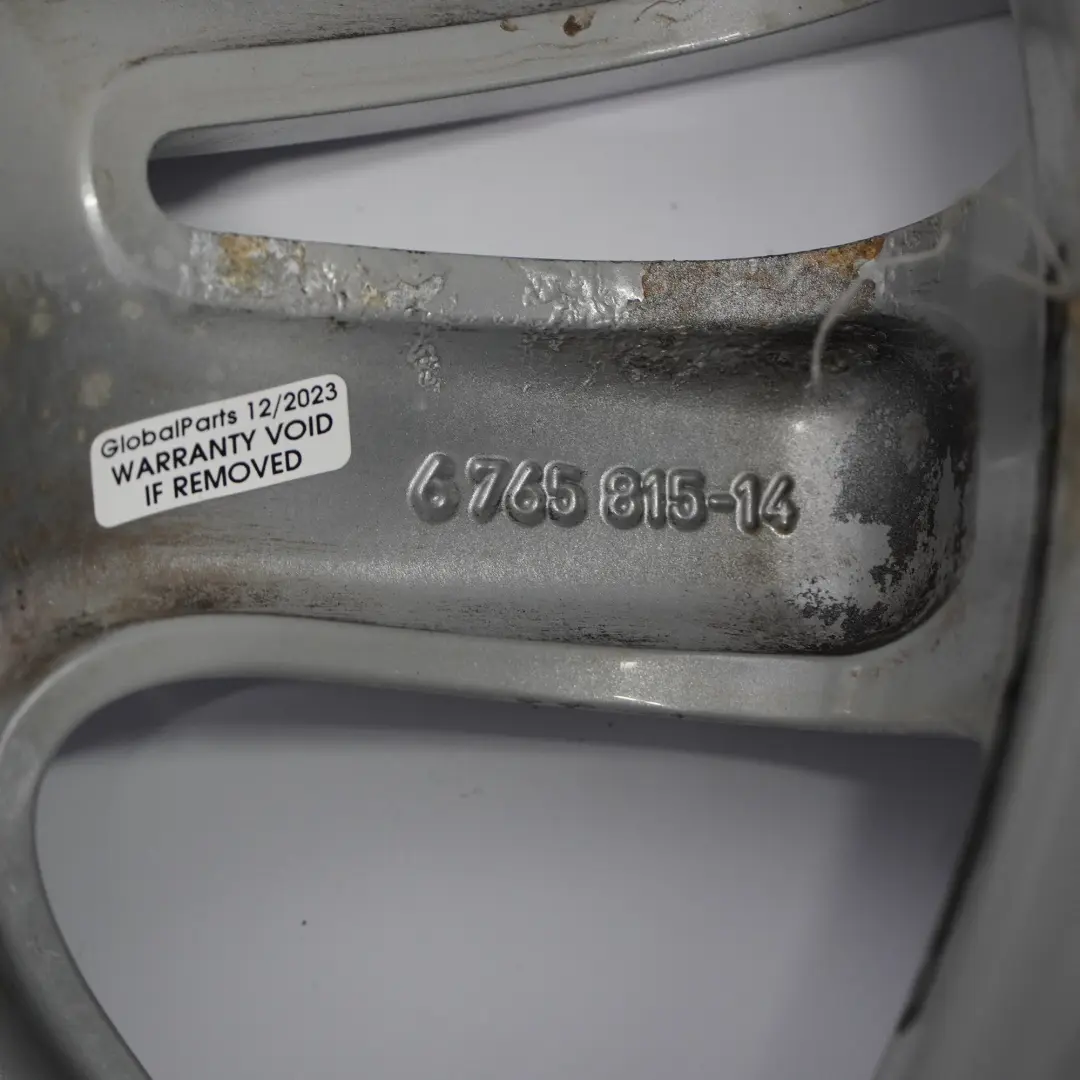 GlobalParts 12/2023
WARRANTY VOID
IF REMOVED
6 765 815-14